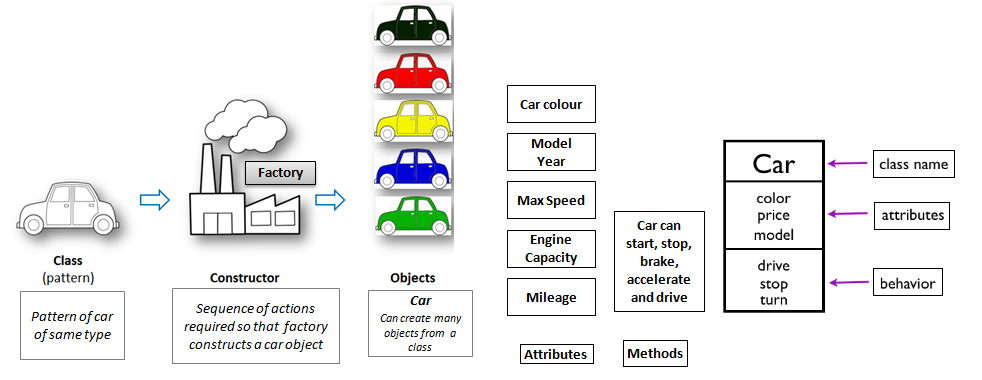 Factory
Class
(pattern)
Pattern of car
of same type
Constructor
Sequence of actions
required so that factory
constructs a car object
Objects
Car
Can create many
objects from a
class
Car colour
Model
Year
Max Speed
Engine
Capacity
Mileage
Attributes
Car can
start, stop,
brake,
accelerate
and drive
Methods
Car
color
price
model
drive
stop
turn
class name
attributes
behavior